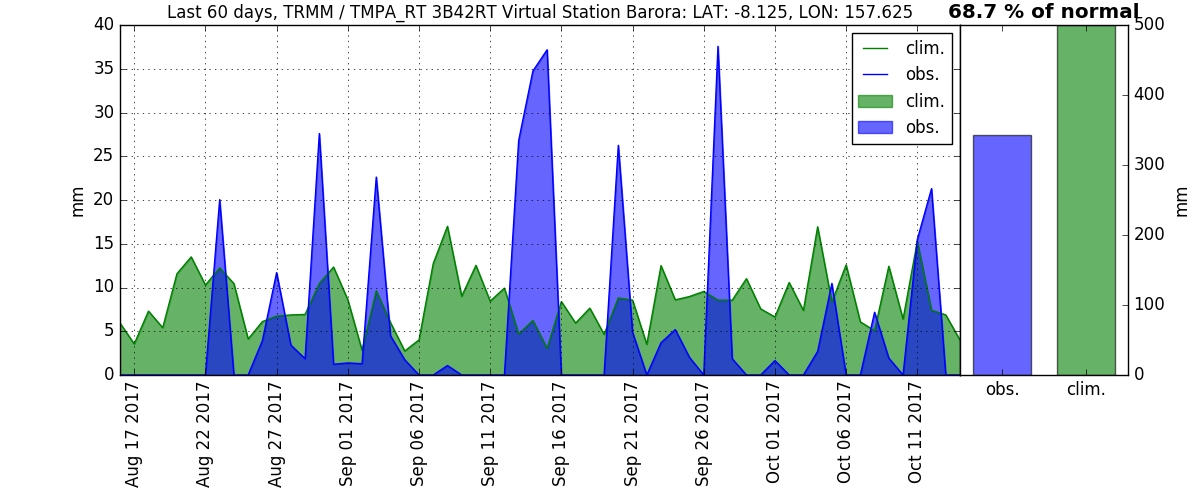 Last 60 days, TRMM / TMPA_RT 3B42RT Virtual Station Barora: LAT: -8.125, LON: 157.625
68.7 % of normal
40
35
30
25
20
15
10
5
0
mm
clim.
obs.
clim.
obs.
500
400
300
200
100
0
mm
obs.
clim.
Aug 17 2017
Aug 22 2017
Aug 27 2017
Sep 01 2017
Sep 06 2017
Sep 11 2017
Sep 16 2017
Sep 21 2017
Sep 26 2017
Oct 01 2017
Oct 06 2017
Oct 11 2017